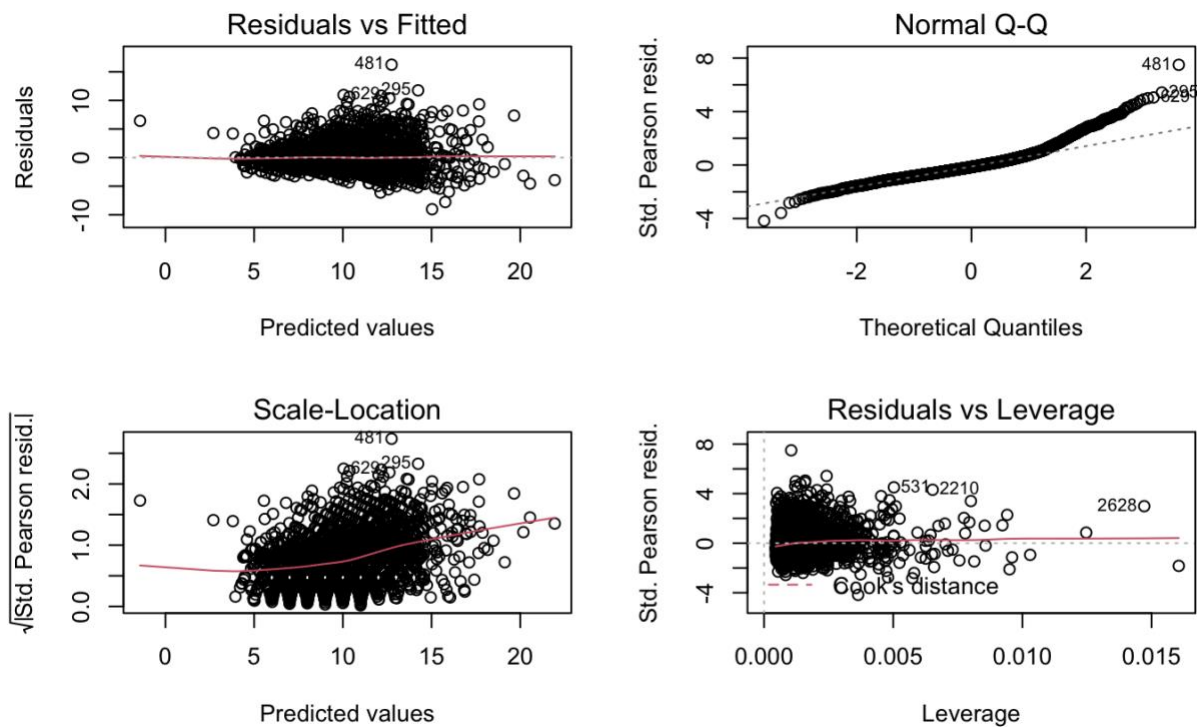 Residuals vs Fitted
Residuals
10
0
-10
481
629
295
0 5 10 15 20
Predicted values
Normal Q-Q
Std. Pearson resid.
8
4
0
-4
481
295
629
-2 0 2
Theoretical Quantiles
Scale-Location
√|Std. Pearson resid.|
2.0
1.0
0.0
481
629
295
0 5 10 15 20
Predicted values
Residuals vs Leverage
Std. Pearson resid.
8
4
0
-4
531
2210
2628
Cook's distance
0.000 0.005 0.010 0.015
Leverage